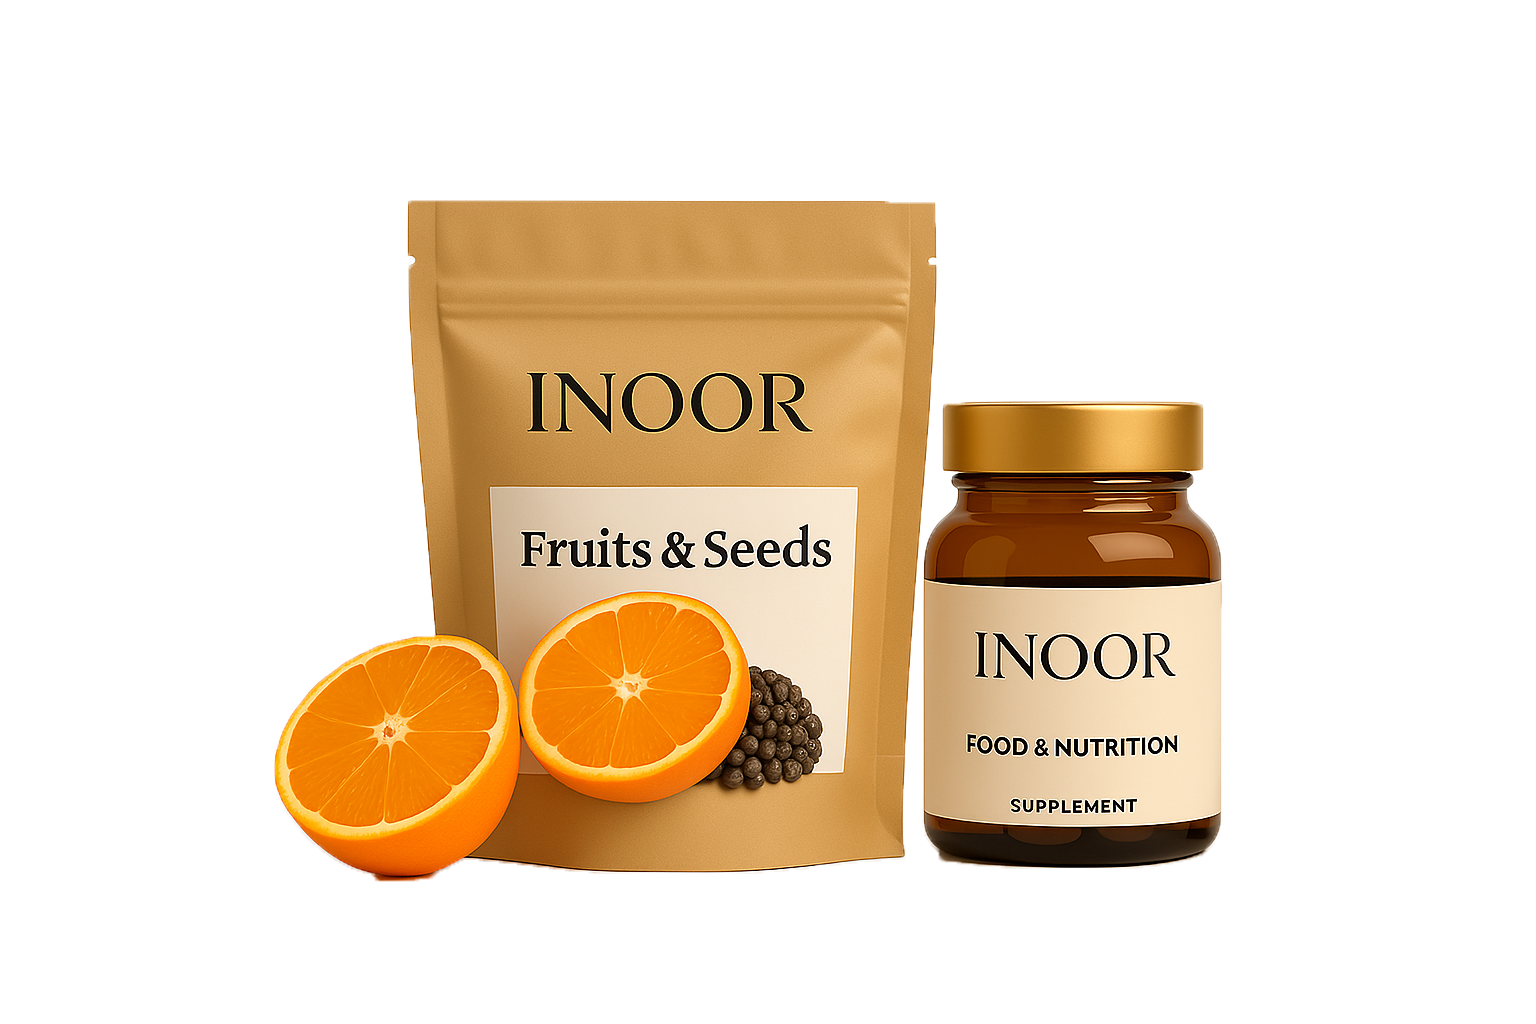 INOOR
Fruits & Seeds
INOOR
FOOD & NUTRITION
SUPPLEMENT